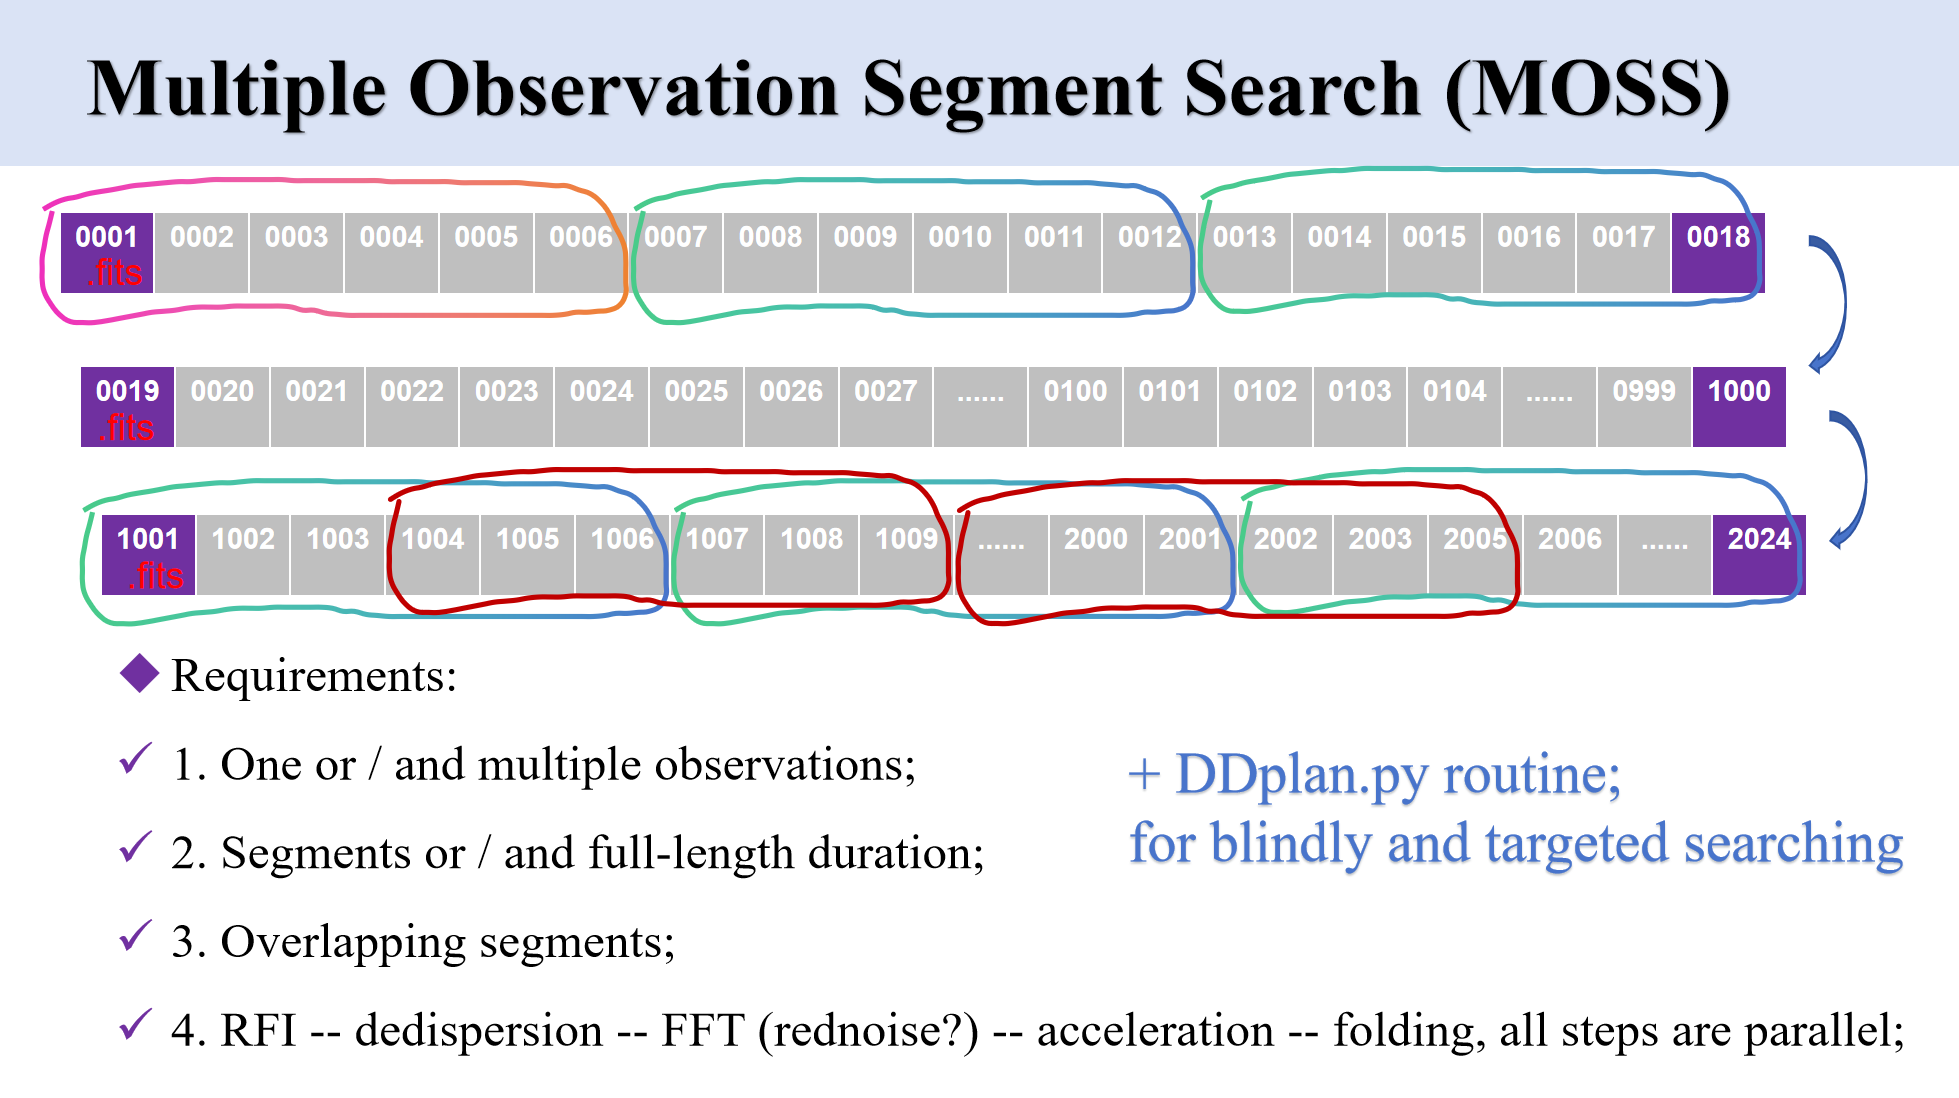 Multiple Observation Segment Search (MOSS)
0001 0002 0003 0004 0005 0006 0007 0008 0009 0010 0011 0012 0013 0014 0015 0016 0017 0018
.fits
0019 0020 0021 0022 0023 0024 0025 0026 0027 ...... 0100 0101 0102 0103 0104 ...... 0999 1000
.fits
1001 1002 1003 1004 1005 1006 1007 1008 1009 ...... 2000 2001 2002 2003 2005 2006 ...... 2024
.fits
Requirements:
1. One or / and multiple observations;
2. Segments or / and full-length duration;
3. Overlapping segments;
4. RFI -- dedispersion -- FFT (rednoise?) -- acceleration -- folding, all steps are parallel;
+ DDplan.py routine;
for blindly and targeted searching